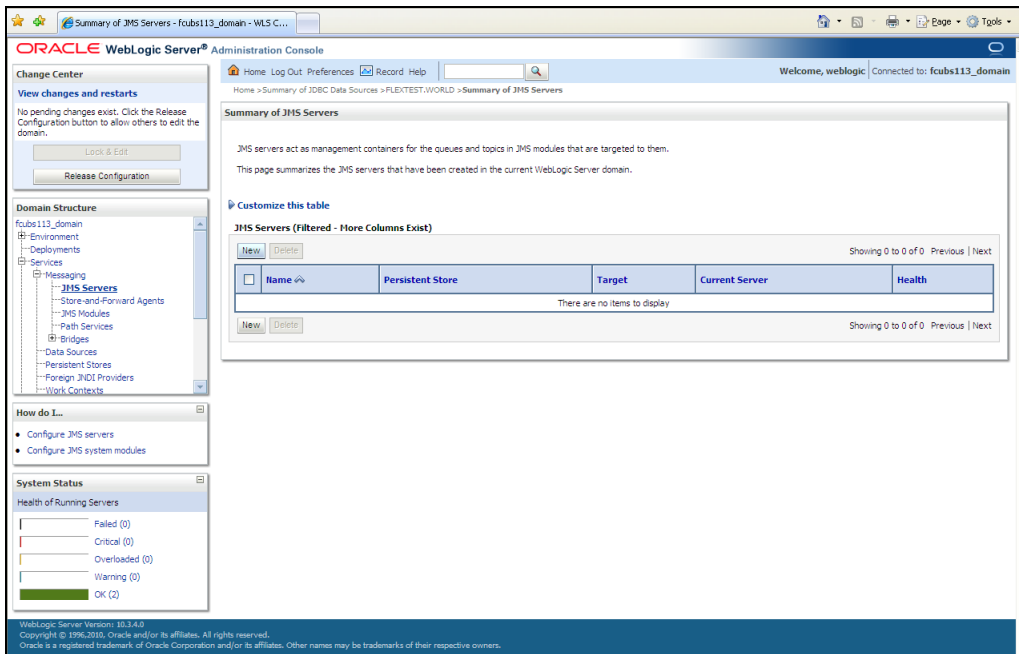 Summary of JMS Servers - fcubs113_domain - WLS C...
Page
Tools
ORACLE WebLogic Server® Administration Console
Change Center
View changes and restarts
No pending changes exist. Click the Release
Configuration button to allow others to edit the
domain.
Lock & Edit
Release Configuration
Domain Structure
fcubs113_domain
Environment
Deployments
Services
Messaging
JMS Servers
Store-and-Forward Agents
JMS Modules
Path Services
Bridges
Data Sources
Persistent Stores
Foreign JNDI Providers
Work Contexts
How do I...
Configure JMS servers
Configure JMS system modules
System Status
Health of Running Servers
Failed (0)
Critical (0)
Overloaded (0)
Warning (0)
OK (2)
Home Log Out Preferences Record Help
Welcome, weblogic Connected to: fcubs113_domain
Home >Summary of JDBC Data Sources >FLEXTEST.WORLD >Summary of JMS Servers
Summary of JMS Servers
JMS servers act as management containers for the queues and topics in JMS modules that are targeted to them.
This page summarizes the JMS servers that have been created in the current WebLogic Server domain.
Customize this table
JMS Servers (Filtered - More Columns Exist)
New Delete Showing 0 to 0 of 0 Previous | Next
Name Persistent Store Target Current Server Health
There are no items to display
New Delete Showing 0 to 0 of 0 Previous | Next
WebLogic Server Version: 10.3.4.0
Copyright © 1996,2010, Oracle and/or its affiliates. All rights reserved.
Oracle is a registered trademark of Oracle Corporation and/or its affiliates. Other names may be trademarks of their respective owners.